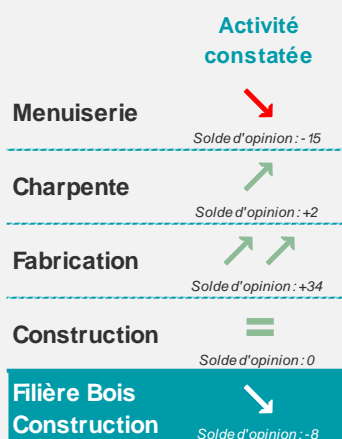 Activité
constatée
Menuiserie
Solde d'opinion : -15
Charpente
Solde d'opinion : +2
Fabrication
Solde d'opinion : +34
Construction
=
Solde d'opinion : 0
Filière Bois
Construction
Solde d'opinion : -8